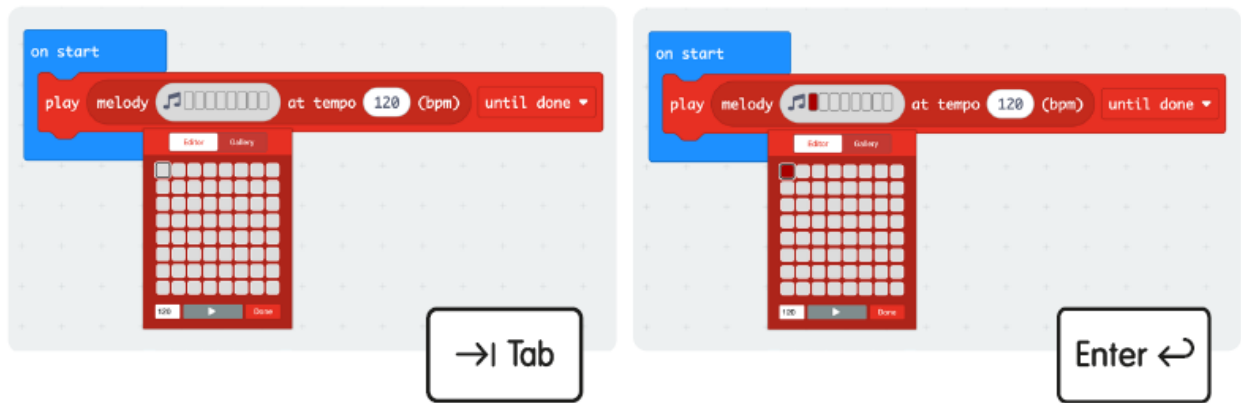 on start
play melody at tempo 120 (bpm) until done
Editor Gallery
120 Done
Tab
on start
play melody at tempo 120 (bpm) until done
Editor Gallery
120 Done
Enter